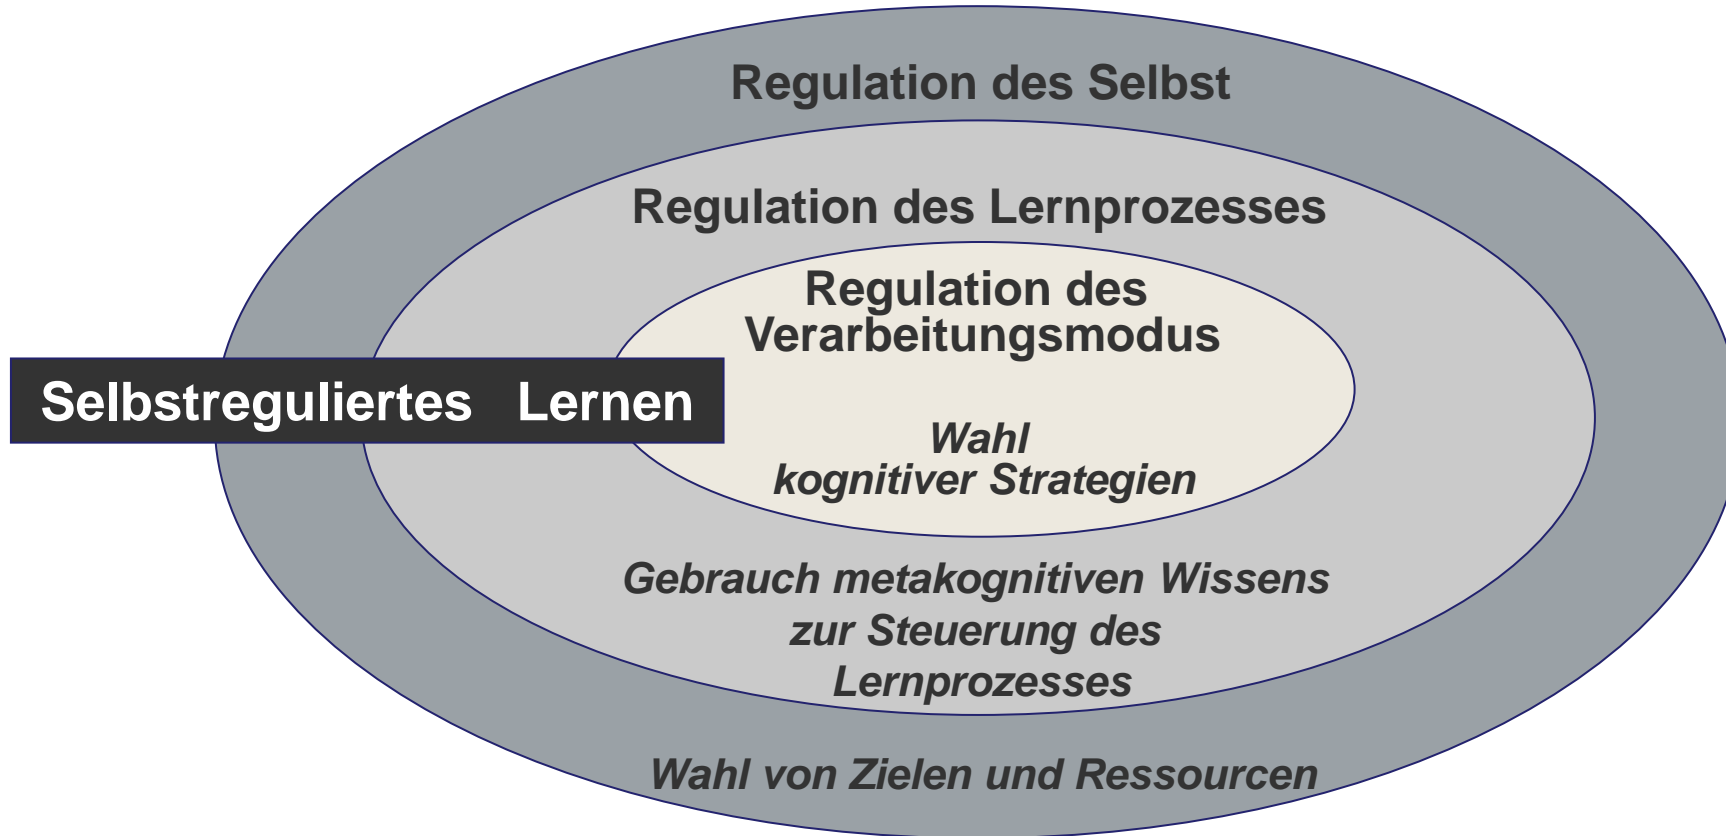 Regulation des Selbst
Regulation des Lernprozesses
Regulation des
Verarbeitungsmodus
Selbstreguliertes Lernen
Wahl
kognitiver Strategien
Gebrauch metakognitiven Wissens
zur Steuerung des
Lernprozesses
Wahl von Zielen und Ressourcen